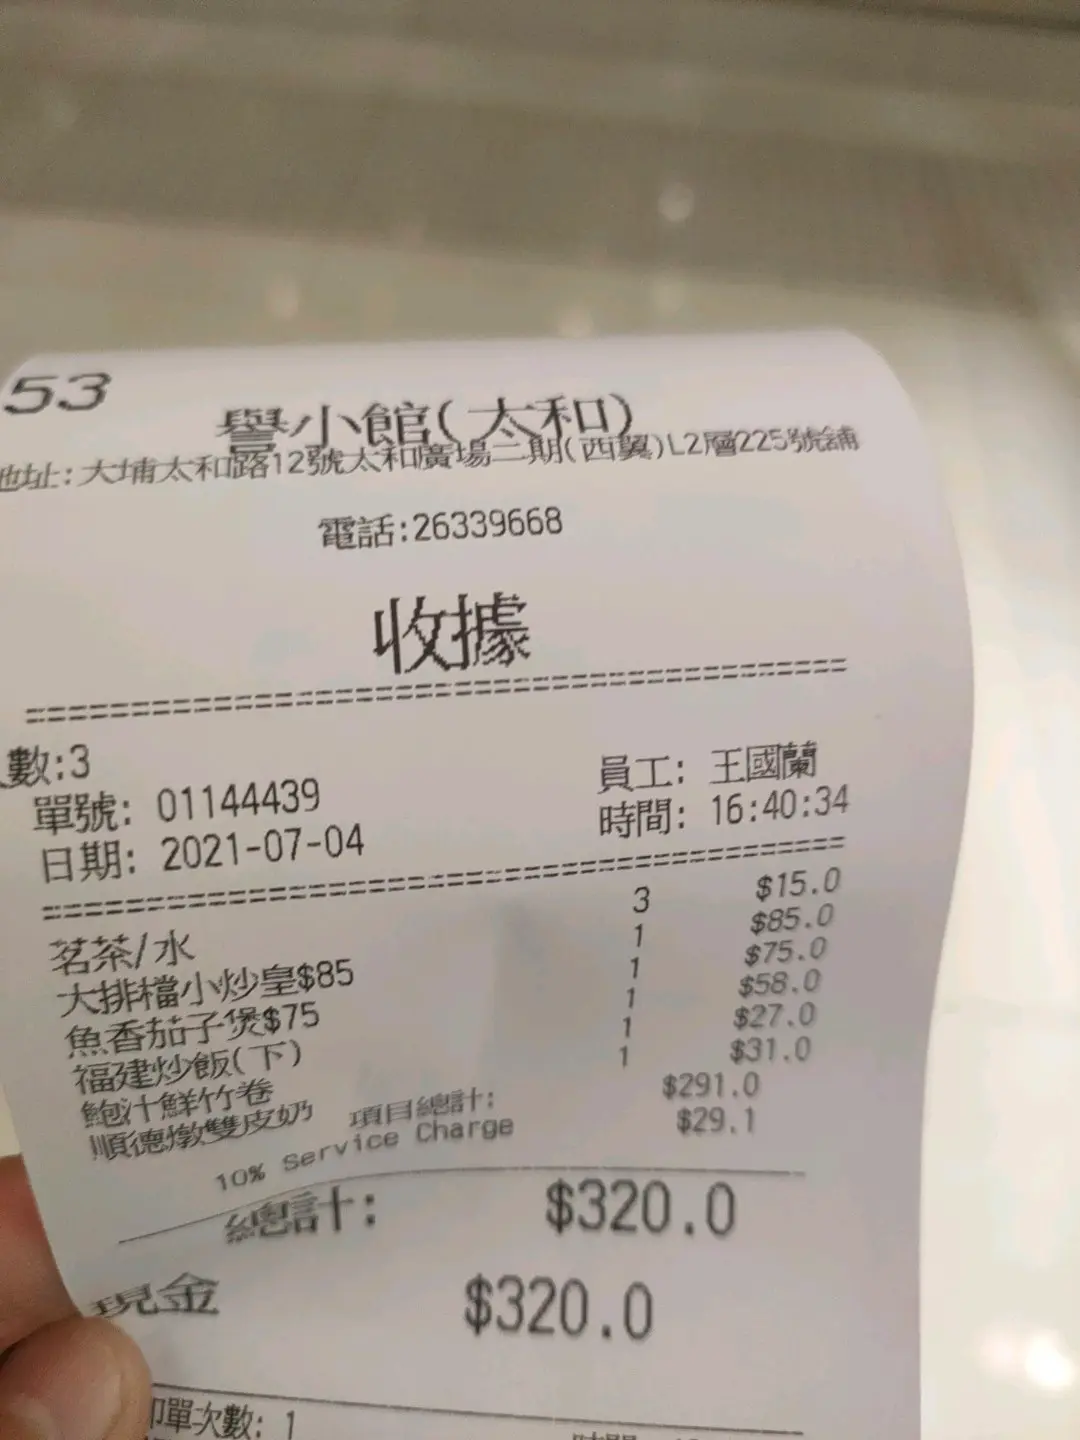 53
譽小館(太和)
地址:大埔太和路12號太和廣場二期(西翼)L2層225號舖
電話:26339668
收據
人數:3
單號: 01144439 員工: 王國蘭
日期: 2021-07-04 時間: 16:40:34
茗茶/水 3 $15.0
大排檔小炒皇$85 1 $85.0
魚香茄子煲$75 1 $75.0
福建炒飯(下) 1 $58.0
鮑汁鮮竹卷 1 $27.0
順德燉雙皮奶 1 $31.0
項目總計: $291.0
10% Service Charge $29.1
總計: $320.0
現金 $320.0
印單次數: 1